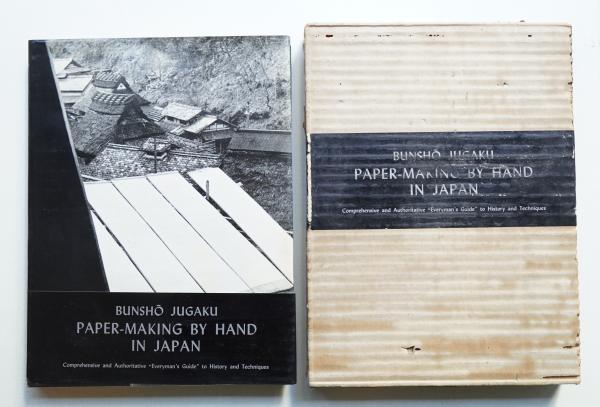 BUNSHŌ JUGAKU
PAPER-MAKING BY HAND
IN JAPAN
Comprehensive and Authoritative "Everyman's Guide" to History and Techniques
BUNSHŌ JUGAKU
PAPER-MAKING BY HAND
IN JAPAN
Comprehensive and Authoritative "Everyman's Guide" to History and Techniques